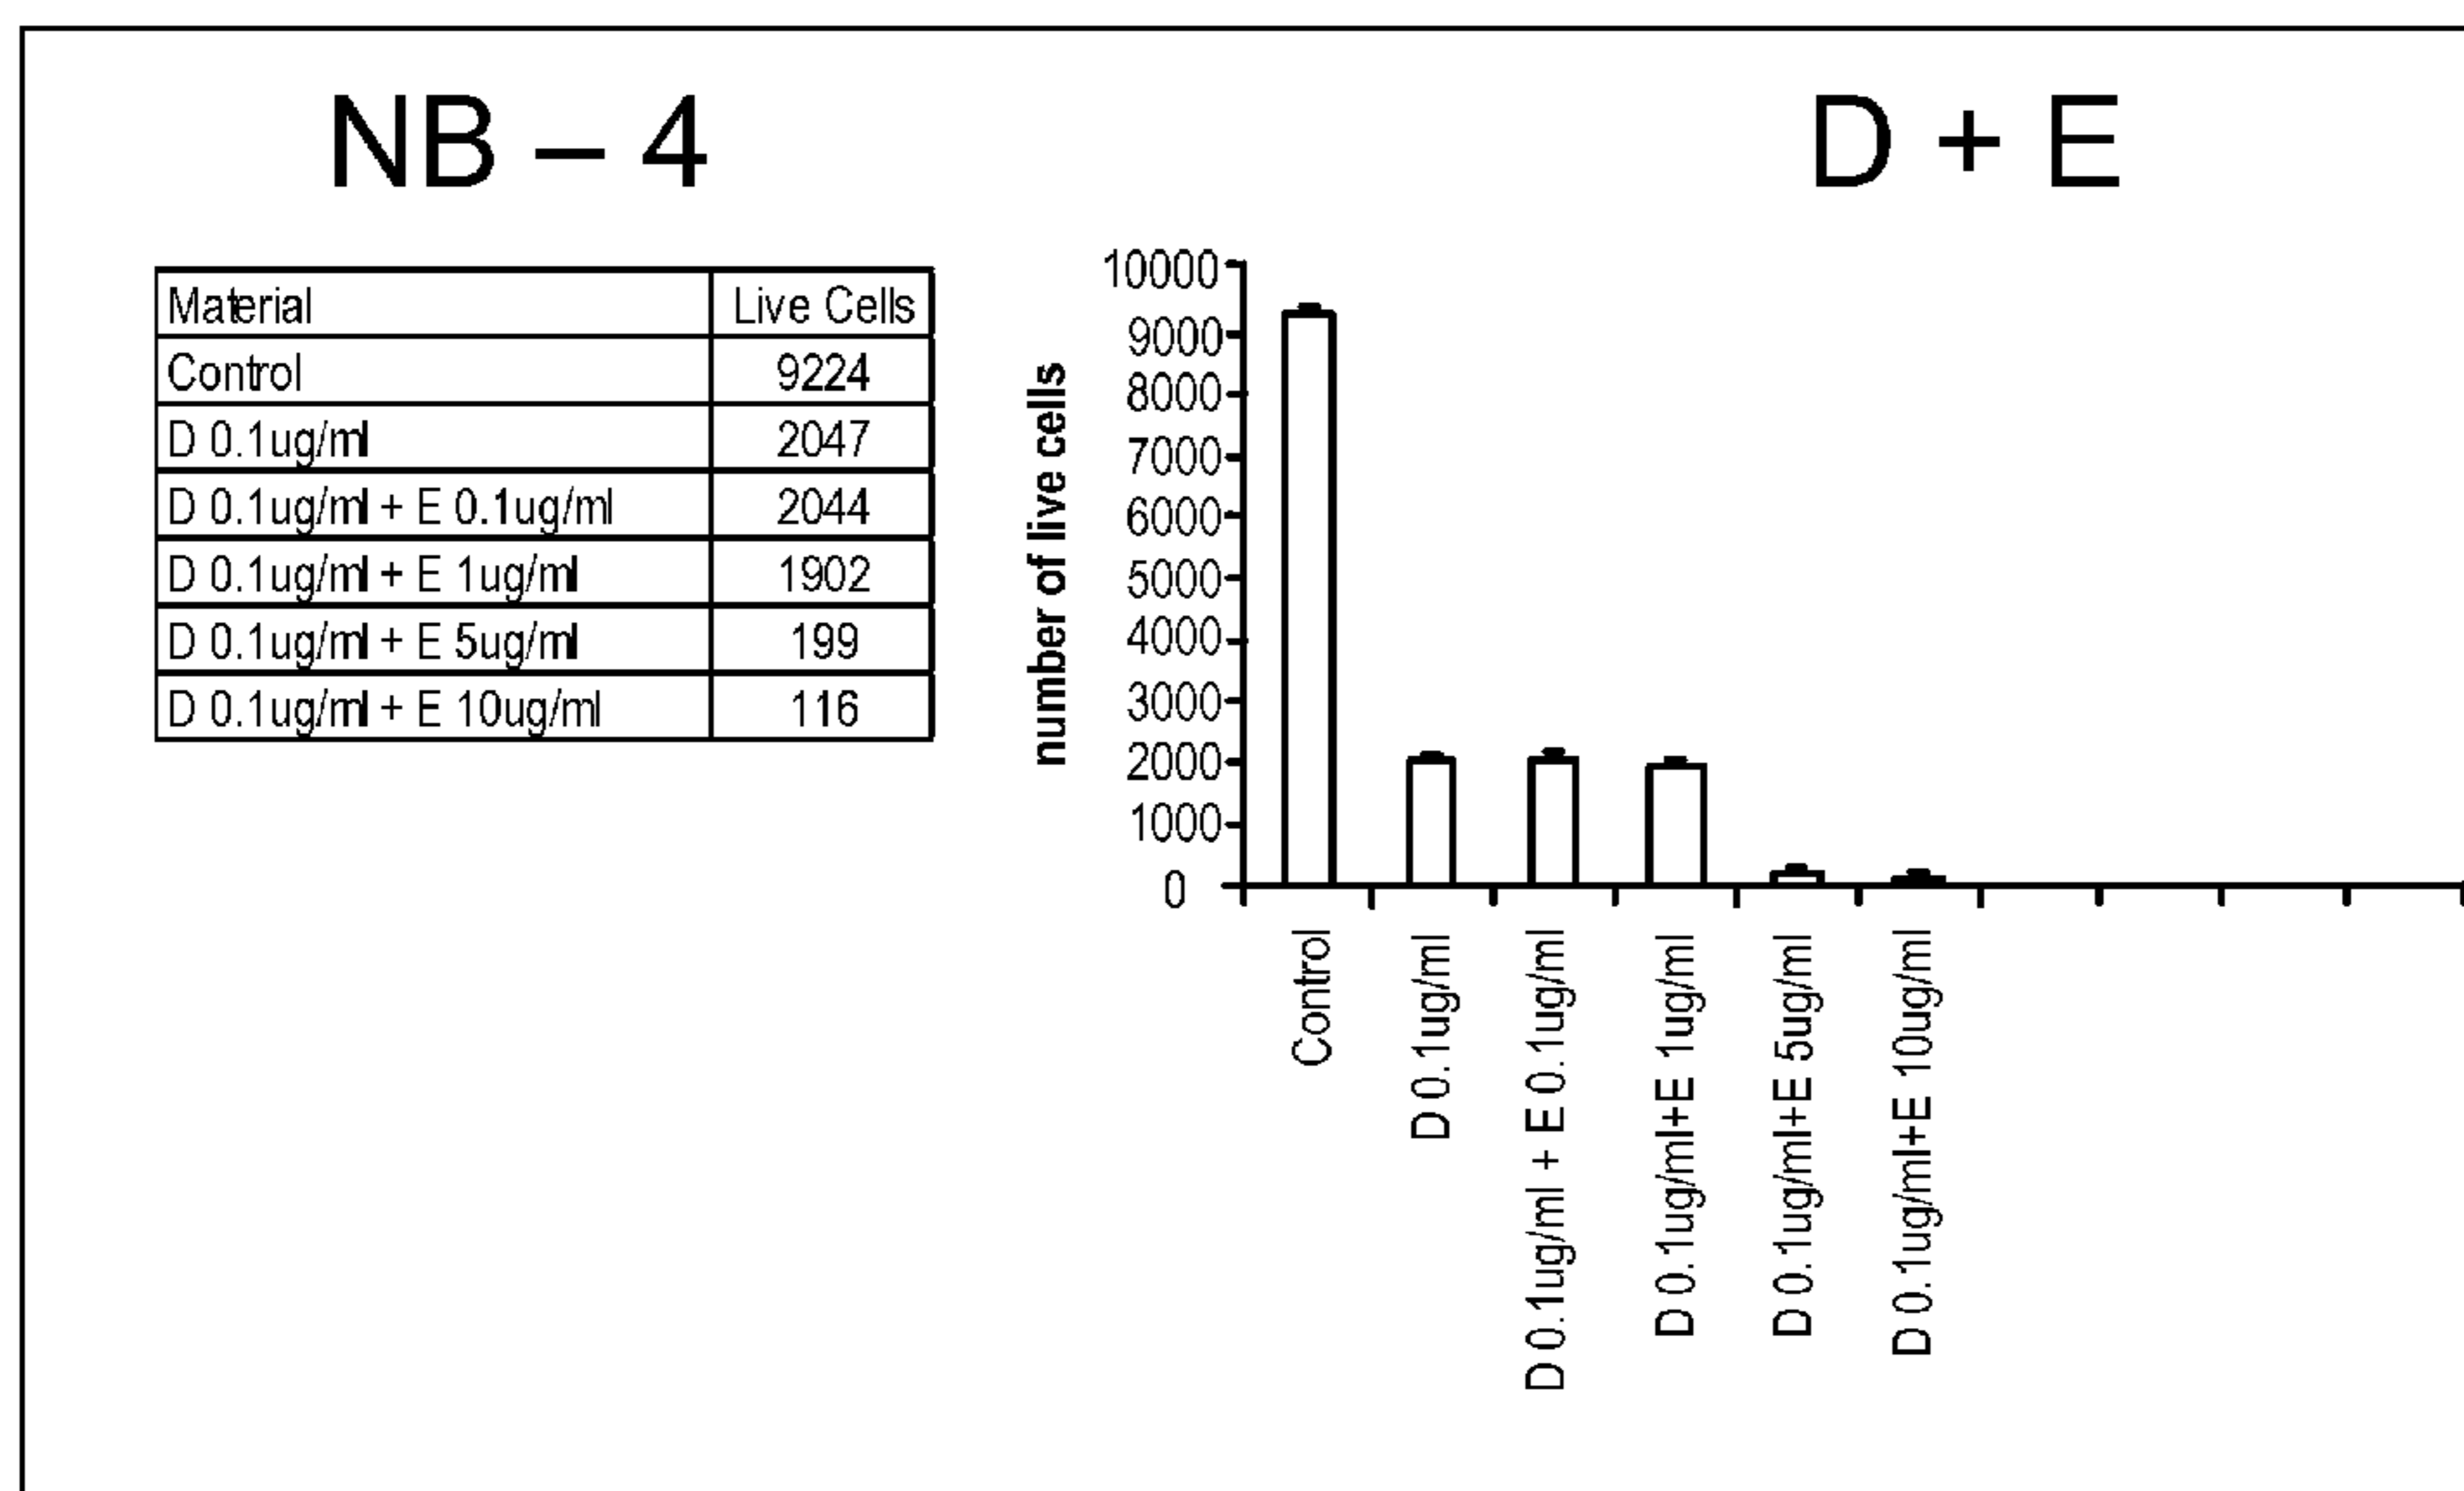 NB – 4
D + E
Material Live Cells
Control 9224
D 0.1ug/ml 2047
D 0.1ug/ml + E 0.1ug/ml 2044
D 0.1ug/ml + E 1ug/ml 1902
D 0.1ug/ml + E 5ug/ml 199
D 0.1ug/ml + E 10ug/ml 116
number of live cells
10000
9000
8000
7000
6000
5000
4000
3000
2000
1000
0
Control
D 0.1ug/ml
D 0.1ug/ml + E 0.1ug/ml
D 0.1ug/ml+E 1ug/ml
D 0.1ug/ml+E 5ug/ml
D 0.1ug/ml+E 10ug/ml